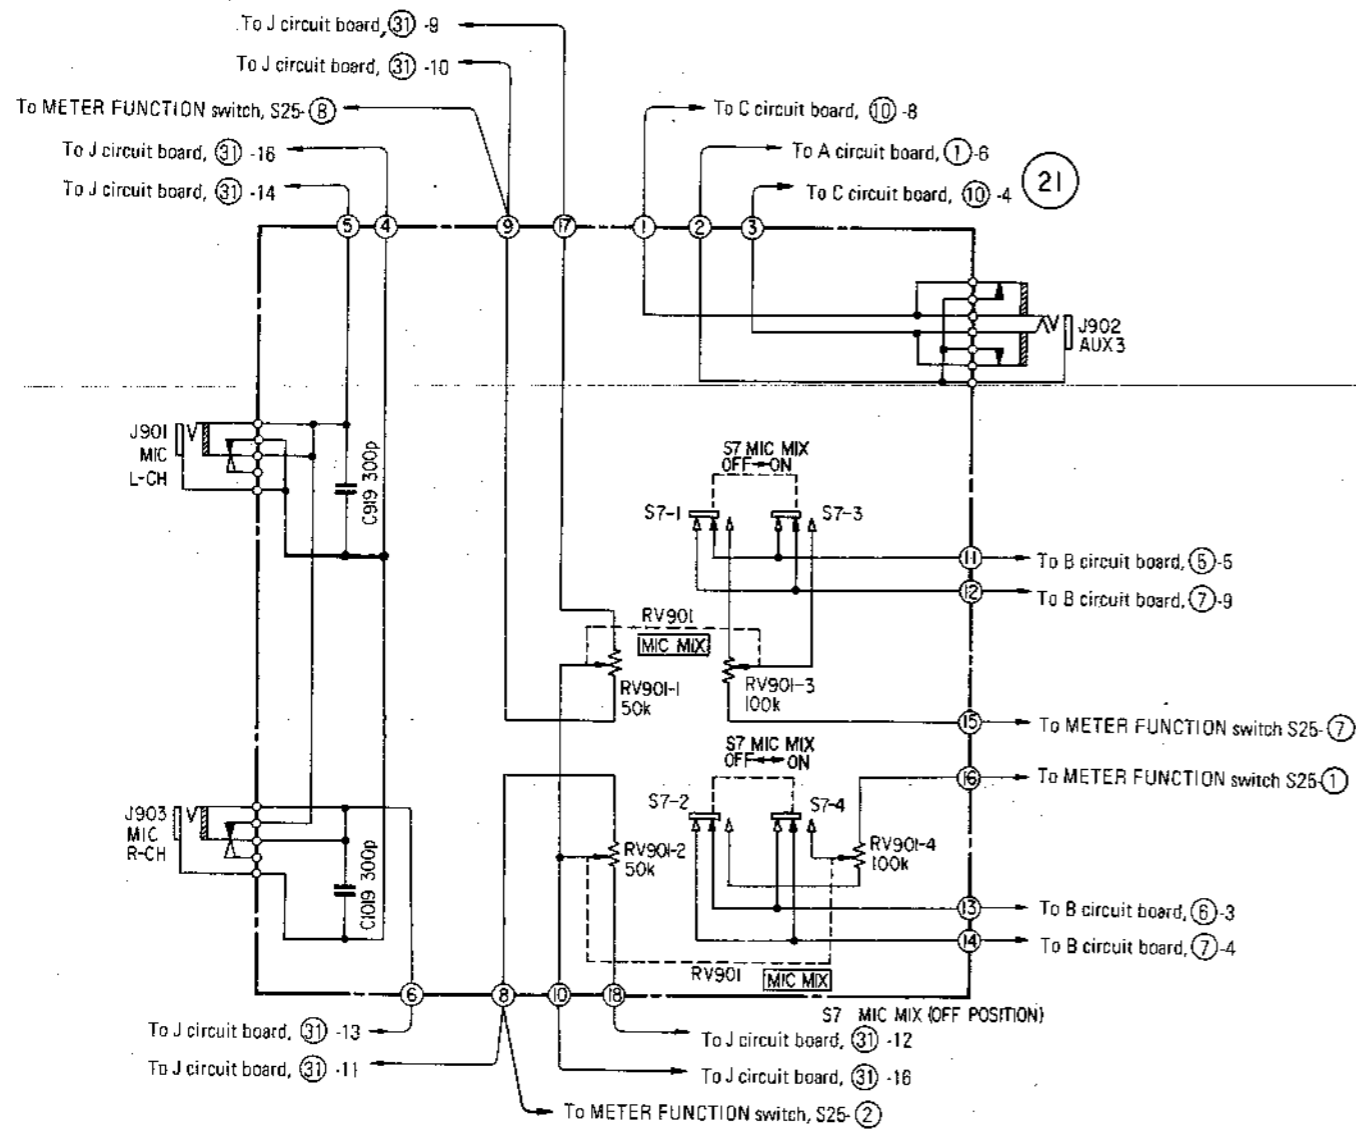 To J circuit board, 31 -9
To J circuit board, 31 -10
To METER FUNCTION switch, S25- 8
To J circuit board, 31 -16
To J circuit board, 31 -14
To C circuit board, 10 -8
To A circuit board, 1 -6
To C circuit board, 10 -4
21
5 4 9 17 1 2 3
J902
AUX3
J901
MIC
L-CH
C919 300p
S7 MIC MIX
OFF ON
S7-1
S7-3
11
To B circuit board, 5 -5
12
To B circuit board, 7 -9
RV901
MIC MIX
RV901-1
50k
RV901-3
100k
15
To METER FUNCTION switch S25- 7
S7 MIC MIX
OFF ON
16
To METER FUNCTION switch S25- 1
S7-2
S7-4
J903
MIC
R-CH
C1019 300p
RV901-2
50k
RV901-4
100k
13
To B circuit board, 6 -3
14
To B circuit board, 7 -4
RV901
MIC MIX
6 8 10 18
S7 MIC MIX (OFF POSITION)
To J circuit board, 31 -13
To J circuit board, 31 -12
To J circuit board, 31 -11
To J circuit board, 31 -16
To METER FUNCTION switch, S25- 2